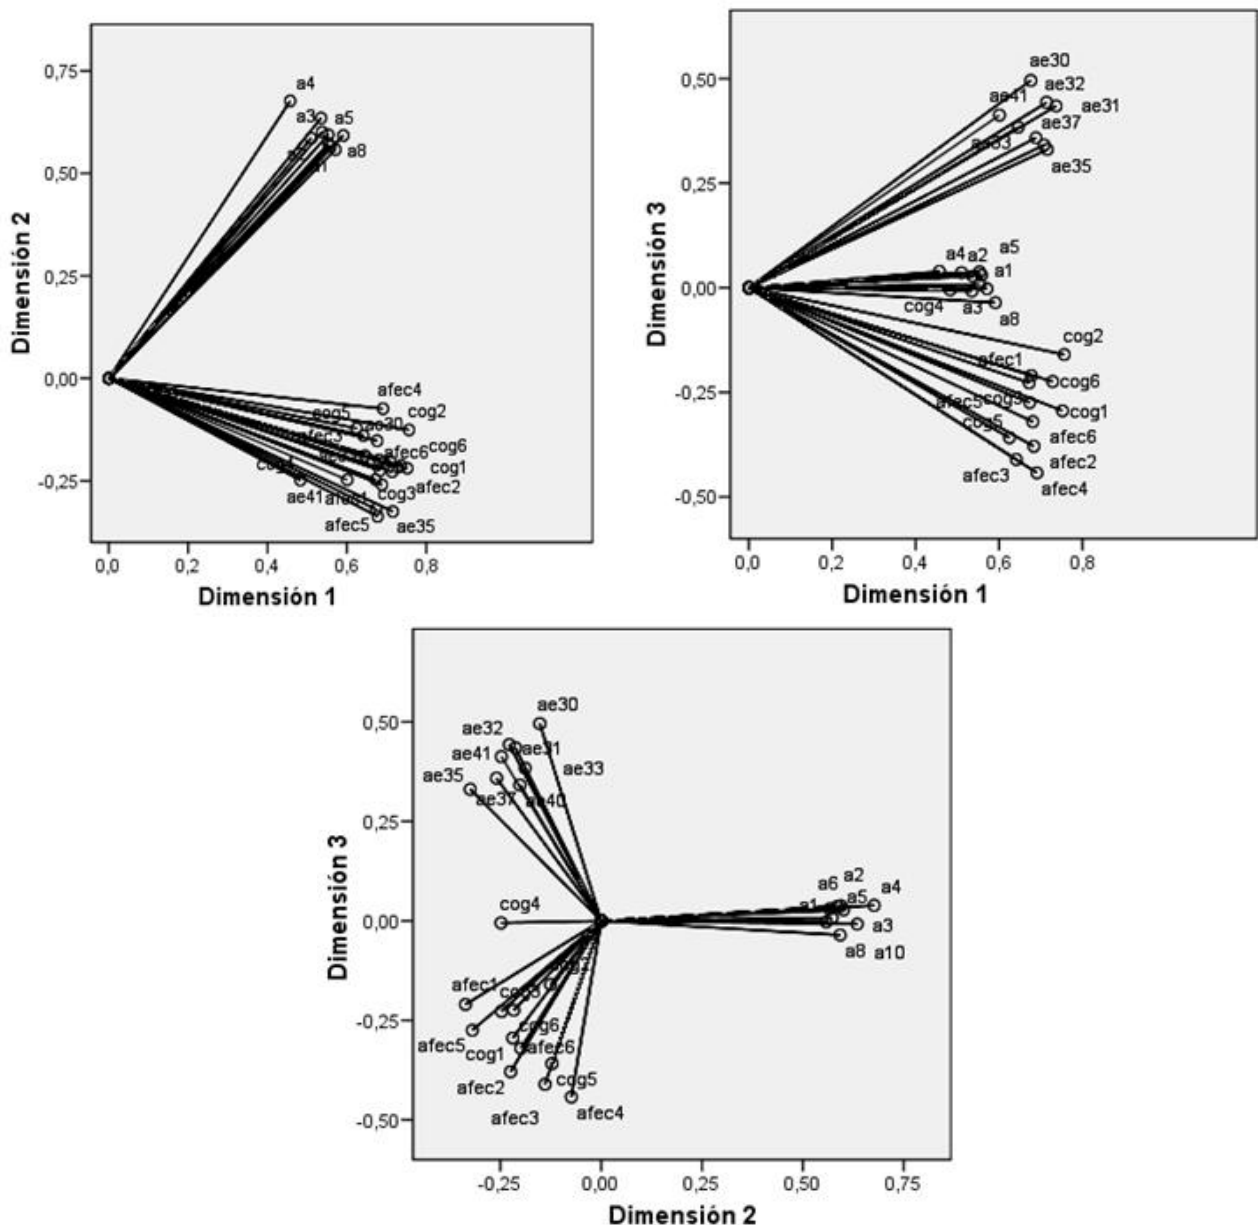 0,75
0,50
0,25
0,00
-0,25
Dimensión 2
a4
a3
a5
a8
afec4
cog5
cog2
ae30
afec3
afec6
cog6
cog1
afec2
cog3
ae41
afec5
ae35
0,0 0,2 0,4 0,6 0,8
Dimensión 1
0,50
0,25
0,00
-0,25
-0,50
Dimensión 3
ae30
ae32
ae41
ae31
ae37
ae33
ae35
a4 a2 a5
a1
cog4 a3
a8
cog2
afec1
cog6
afec5 cog3
cog1
cog5
afec6
afec2
afec3
afec4
0,0 0,2 0,4 0,6 0,8
Dimensión 1
0,50
0,25
0,00
-0,25
-0,50
Dimensión 3
ae30
ae32
ae31
ae41
ae33
ae35
ae37 ae40
a2
a6
a4
a5
a1
cog4
a3
a8 a10
afec1
cog6
afec6
afec5 cog1
cog5
afec2
afec3
afec4
-0,25 0,00 0,25 0,50 0,75
Dimensión 2